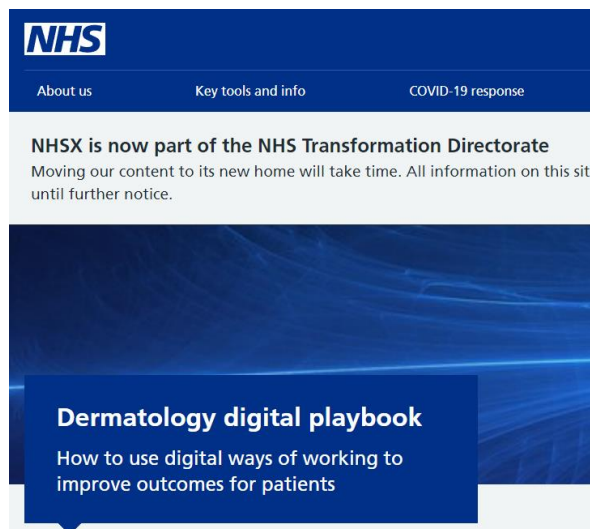 NHS
About us Key tools and info COVID-19 response
NHSX is now part of the NHS Transformation Directorate
Moving our content to its new home will take time. All information on this sit
until further notice.
Dermatology digital playbook
How to use digital ways of working to
improve outcomes for patients